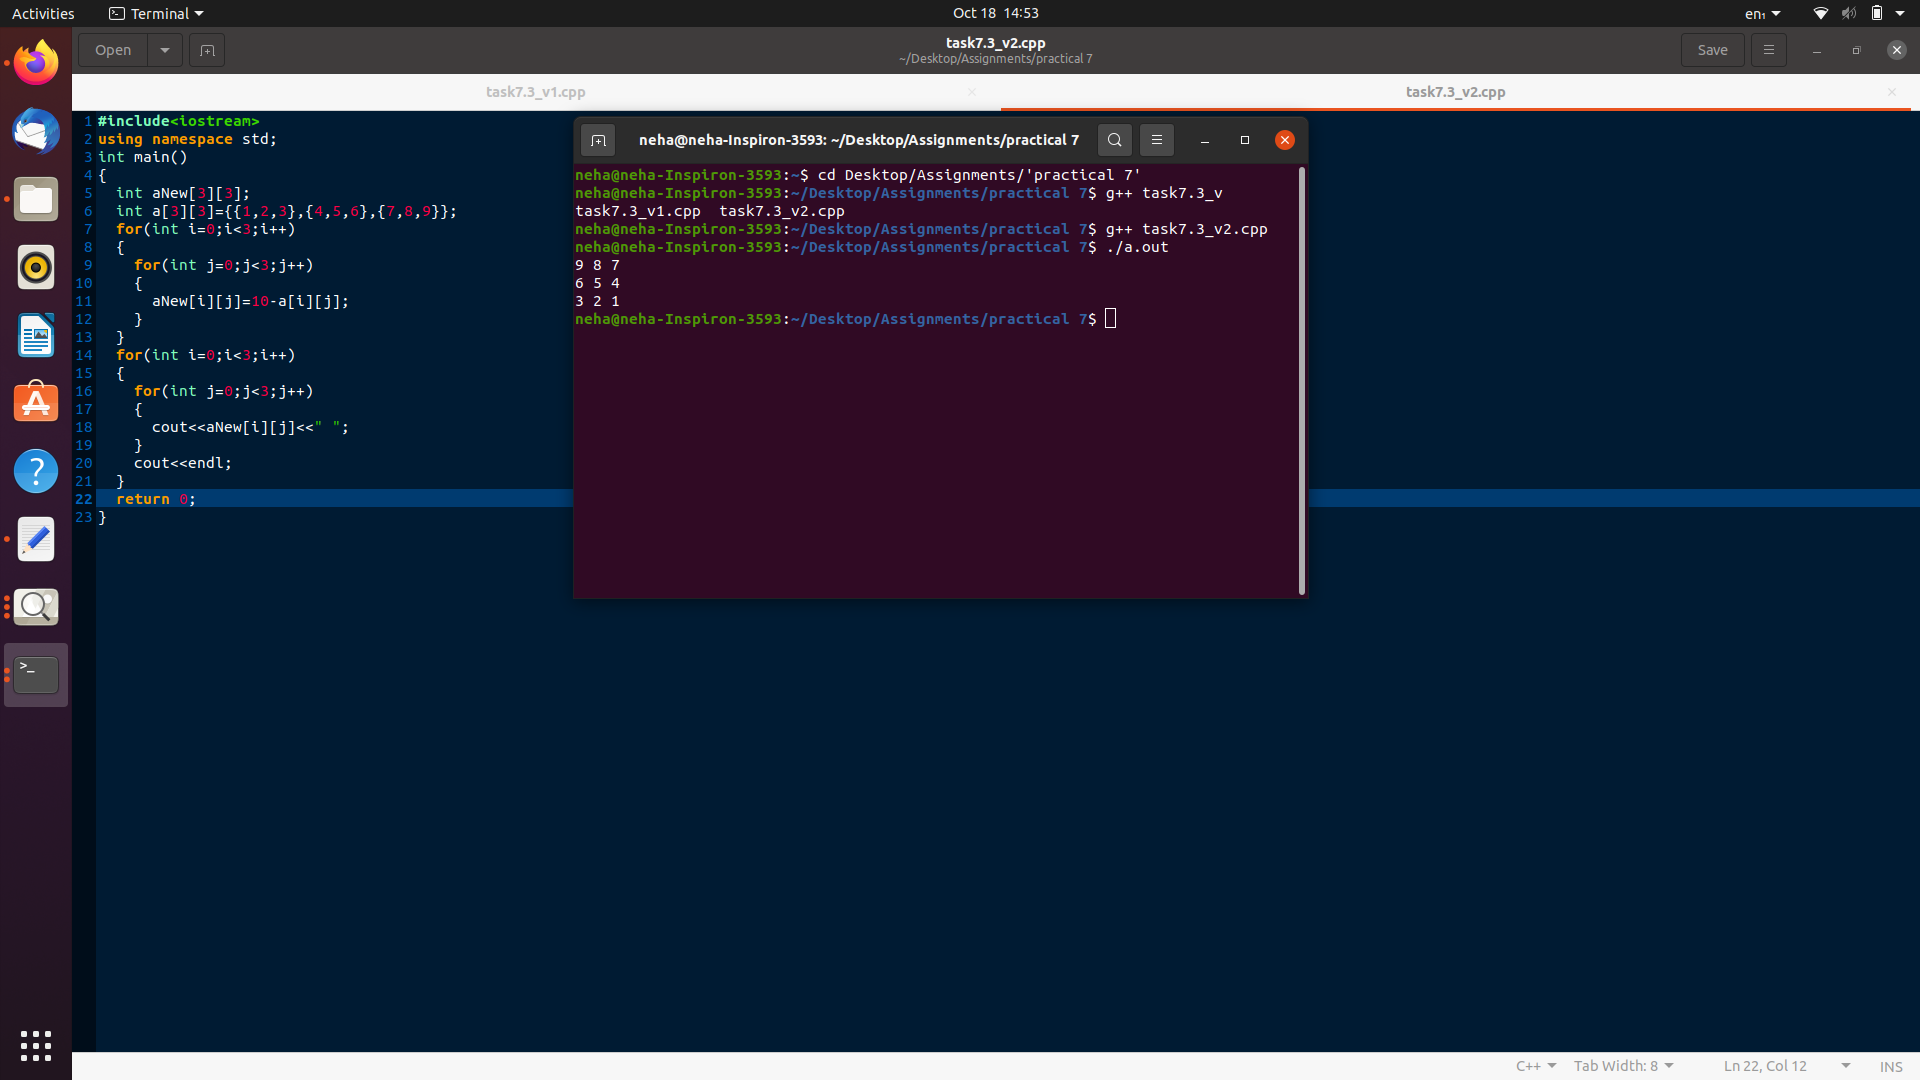 Activities
Terminal
Oct 18 14:53
en₁
Open
task7.3_v2.cpp
~/Desktop/Assignments/practical 7
Save
task7.3_v1.cpp
task7.3_v2.cpp
1 #include<iostream>
2 using namespace std;
3 int main()
4 {
5   int aNew[3][3];
6   int a[3][3]={{1,2,3},{4,5,6},{7,8,9}};
7   for(int i=0;i<3;i++)
8   {
9     for(int j=0;j<3;j++)
10     {
11       aNew[i][j]=10-a[i][j];
12     }
13   }
14   for(int i=0;i<3;i++)
15   {
16     for(int j=0;j<3;j++)
17     {
18       cout<<aNew[i][j]<<" ";
19     }
20     cout<<endl;
21   }
22   return 0;
23 }
neha@neha-Inspiron-3593: ~/Desktop/Assignments/practical 7
neha@neha-Inspiron-3593:~$ cd Desktop/Assignments/'practical 7'
neha@neha-Inspiron-3593:~/Desktop/Assignments/practical 7$ g++ task7.3_v
task7.3_v1.cpp  task7.3_v2.cpp
neha@neha-Inspiron-3593:~/Desktop/Assignments/practical 7$ g++ task7.3_v2.cpp
neha@neha-Inspiron-3593:~/Desktop/Assignments/practical 7$ ./a.out
9 8 7
6 5 4
3 2 1
neha@neha-Inspiron-3593:~/Desktop/Assignments/practical 7$
C++
Tab Width: 8
Ln 22, Col 12
INS